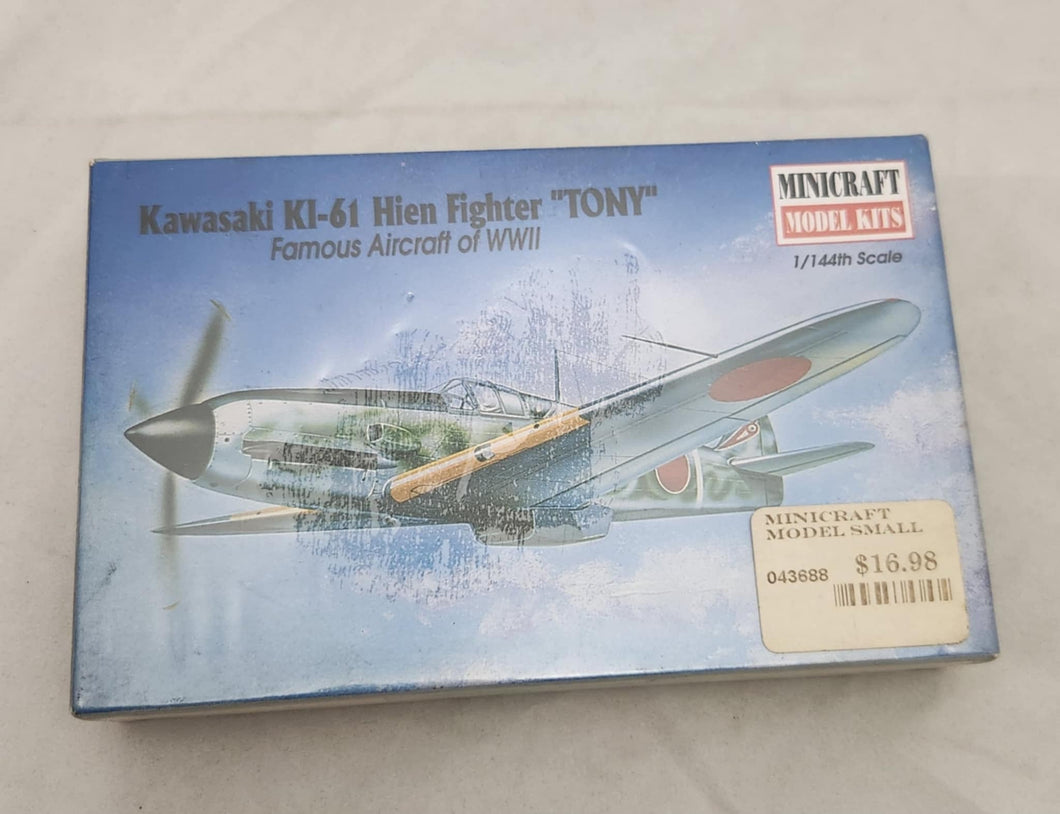 Kawasaki KI-61 Hien Fighter "TONY"
Famous Aircraft of WWII
MINICRAFT
MODEL KITS
1/144th Scale
MINICRAFT
MODEL SMALL
$16.98
043688